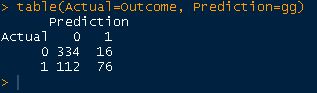 > table(Actual=Outcome, Prediction=gg)
      Prediction
Actual   0   1
     0 334  16
     1 112  76
>